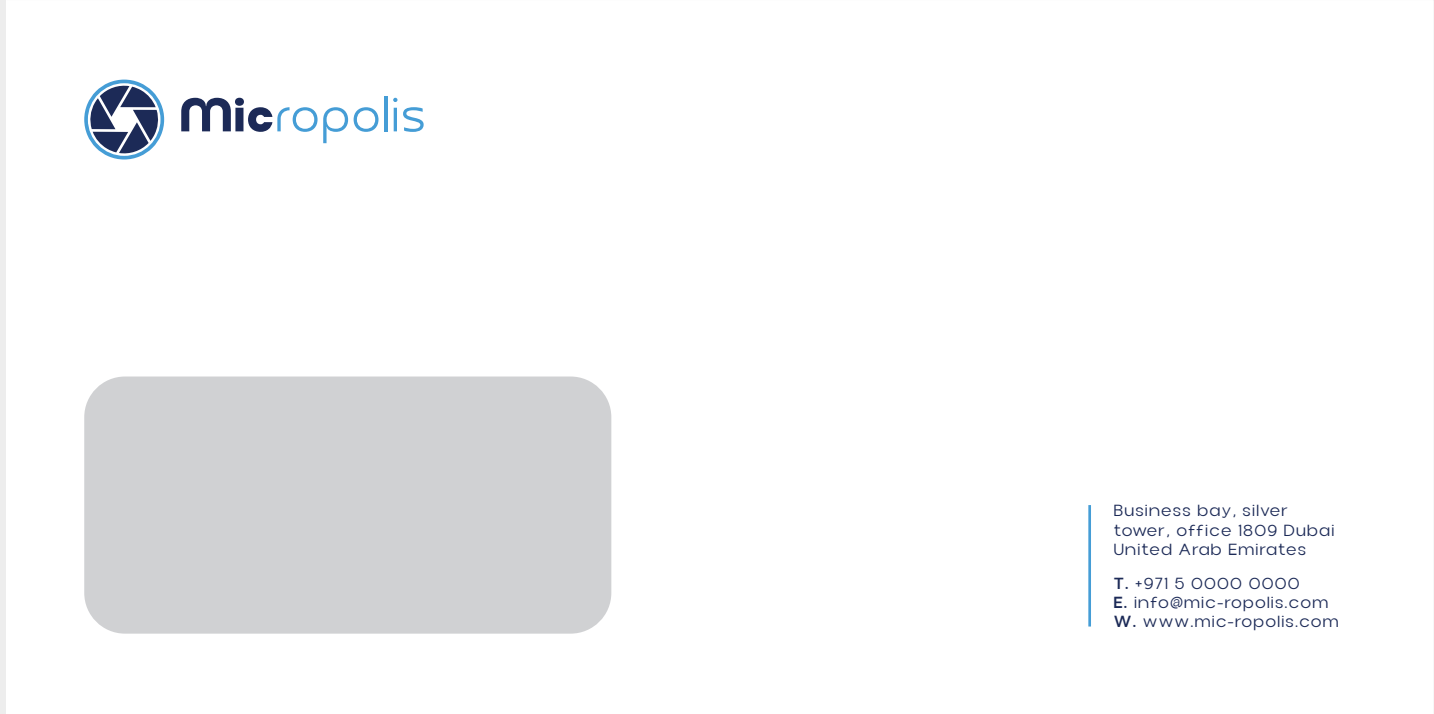 Micropolis
Business bay, silver
tower, office 1809 Dubai
United Arab Emirates
T. +971 5 0000 0000
E. info@mic-ropolis.com
W. www.mic-ropolis.com